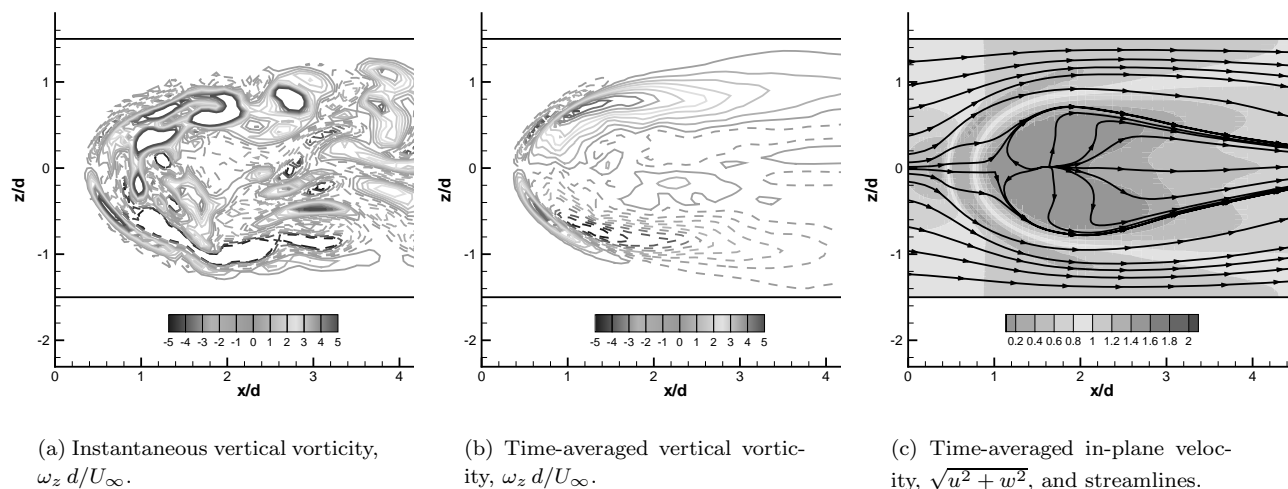 z/d
1
0
-1
-2
-5 -4 -3 -2 -1 0 1 2 3 4 5
0 1 2 3 4
x/d
(a) Instantaneous vertical vorticity,
ω_z d/U_∞.
z/d
1
0
-1
-2
-5 -4 -3 -2 -1 0 1 2 3 4 5
0 1 2 3 4
x/d
(b) Time-averaged vertical vortic-
ity, ω_z d/U_∞.
z/d
1
0
-1
-2
0.2 0.4 0.6 0.8 1 1.2 1.4 1.6 1.8 2
0 1 2 3 4
x/d
(c) Time-averaged in-plane veloc-
ity, √(u² + w²), and streamlines.